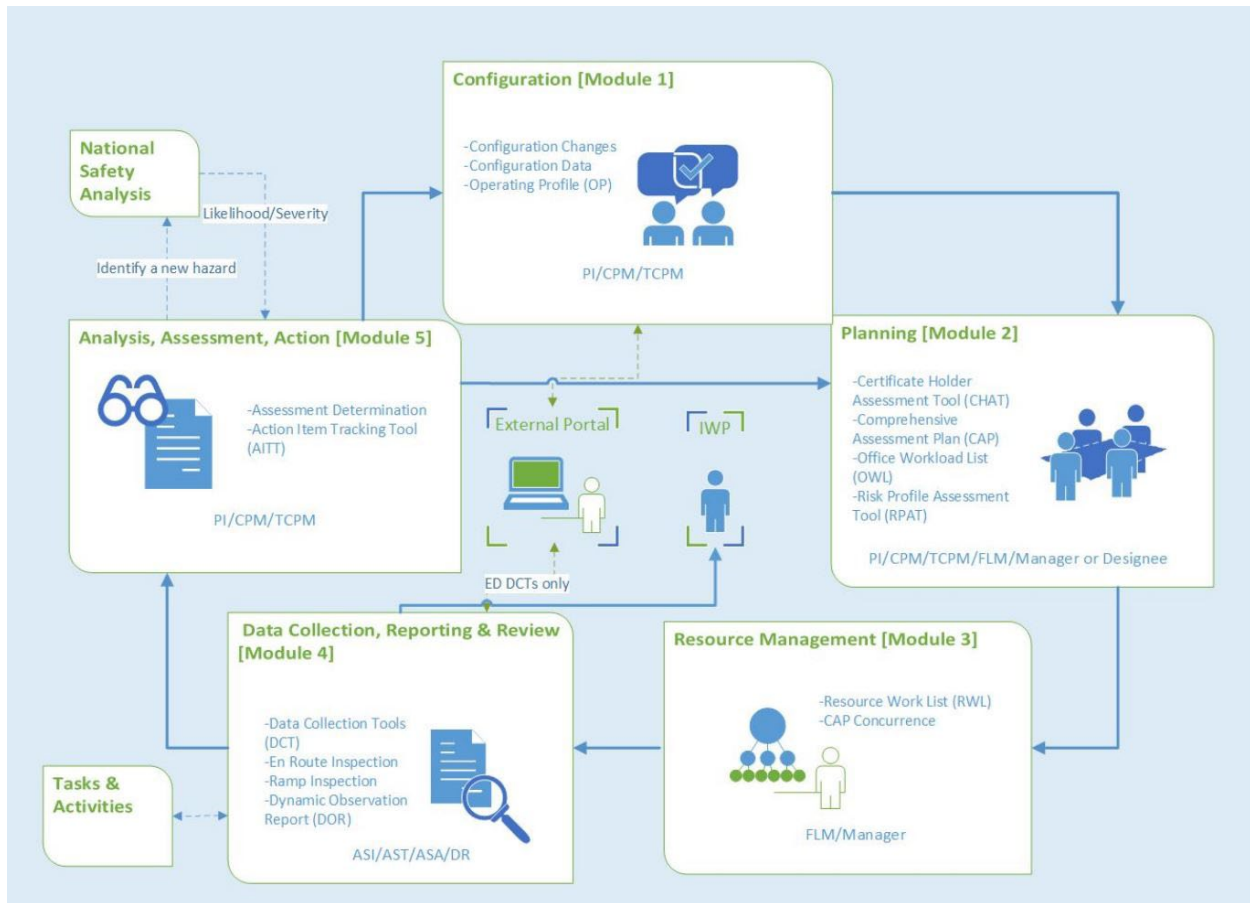 Configuration [Module 1]
-Configuration Changes
-Configuration Data
-Operating Profile (OP)
PI/CPM/TCPM
National
Safety
Analysis
Likelihood/Severity
Identify a new hazard
Analysis, Assessment, Action [Module 5]
-Assessment Determination
-Action Item Tracking Tool
(AITT)
PI/CPM/TCPM
External Portal
IWP
ED DCTs only
Planning [Module 2]
-Certificate Holder
Assessment Tool (CHAT)
-Comprehensive
Assessment Plan (CAP)
-Office Workload List
(OWL)
-Risk Profile Assessment
Tool (RPAT)
PI/CPM/TCPM/FLM/Manager or Designee
Data Collection, Reporting & Review
[Module 4]
-Data Collection Tools
(DCT)
-En Route Inspection
-Ramp Inspection
-Dynamic Observation
Report (DOR)
ASI/AST/ASA/DR
Resource Management [Module 3]
-Resource Work List (RWL)
-CAP Concurrence
FLM/Manager
Tasks &
Activities